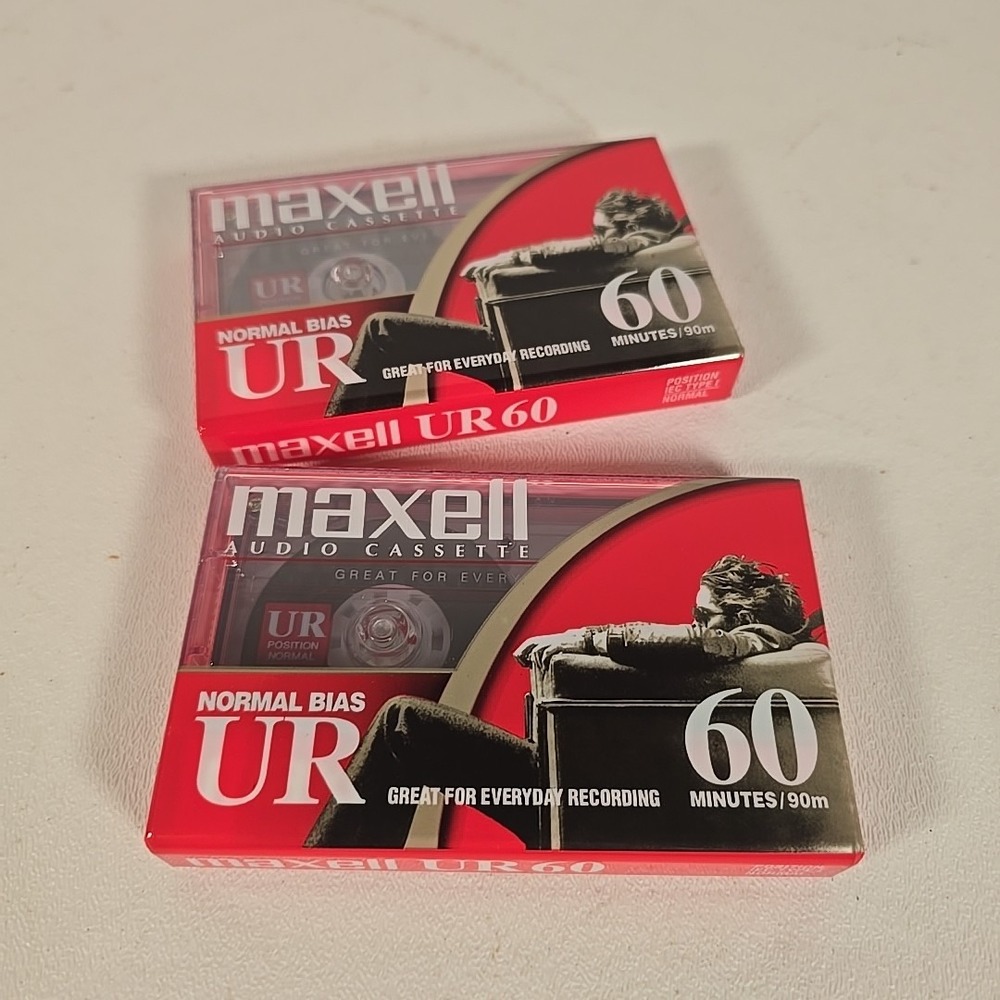 maxell
AUDIO CASSETTE
GREAT FOR
UR
NORMAL BIAS
UR
GREAT FOR EVERYDAY RECORDING
60
MINUTES/90m
maxell UR60
POSITION
IEC TYPE I
NORMAL
maxell
AUDIO CASSETTE
GREAT FOR EVER
UR
POSITION
NORMAL
NORMAL BIAS
UR
GREAT FOR EVERYDAY RECORDING
60
MINUTES/90m
maxell UR60